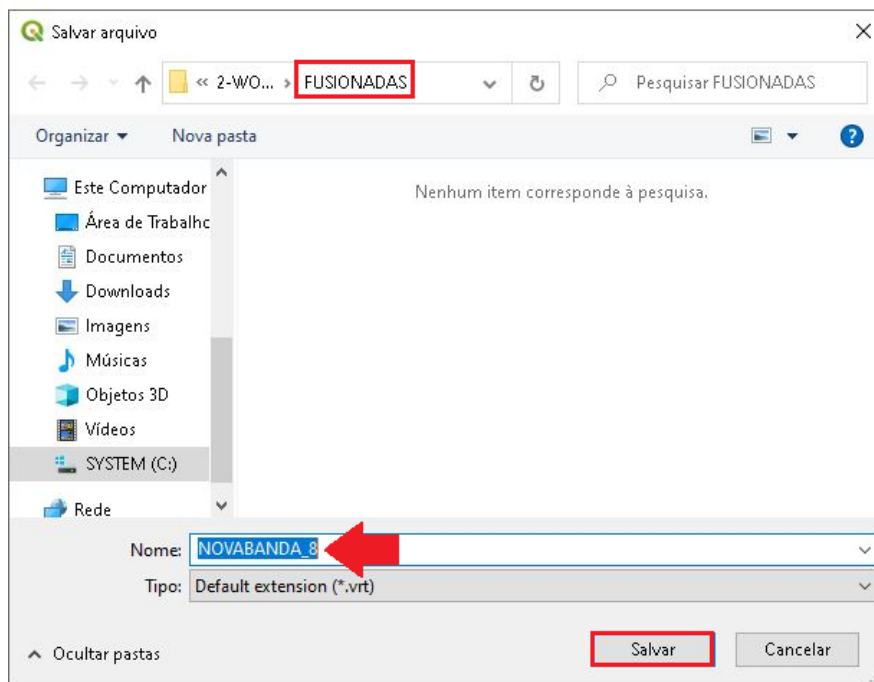 Salvar arquivo
« 2-WO... › FUSIONADAS
Pesquisar FUSIONADAS
Organizar
Nova pasta
Este Computador
Nenhum item corresponde à pesquisa.
Área de Trabalho
Documentos
Downloads
Imagens
Músicas
Objetos 3D
Vídeos
SYSTEM (C:)
Rede
Nome: NOVABANDA_8
Tipo: Default extension (*.vrt)
Ocultar pastas
Salvar
Cancelar